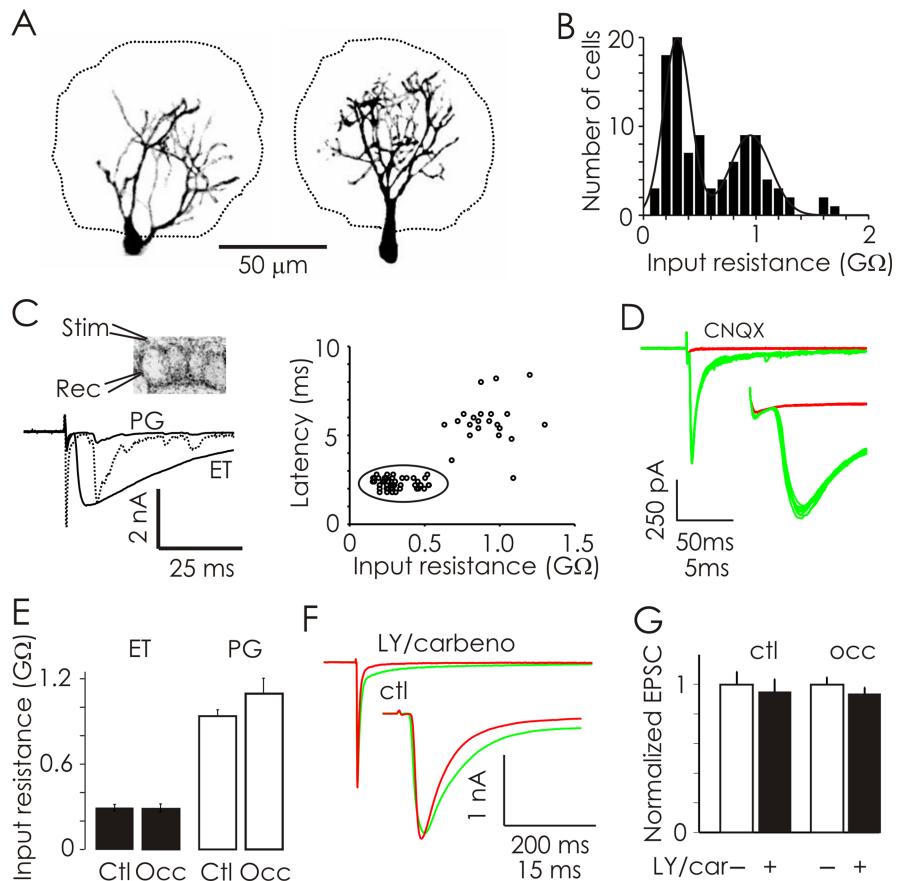 A
50 μm
B
Number of cells
20
10
0
0 1 2
Input resistance (GΩ)
C
Stim
Rec
PG
ET
2 nA
25 ms
Latency (ms)
10
5
0
0 0.5 1.0 1.5
Input resistance (GΩ)
D
CNQX
250 pA
50ms
5ms
E
Input resistance (GΩ)
ET PG
1.2
0.6
0
Ctl Occ Ctl Occ
F
LY/carbeno
ctl
1 nA
200 ms
15 ms
G
Normalized EPSC
ctl occ
1
0
LY/car − + − +